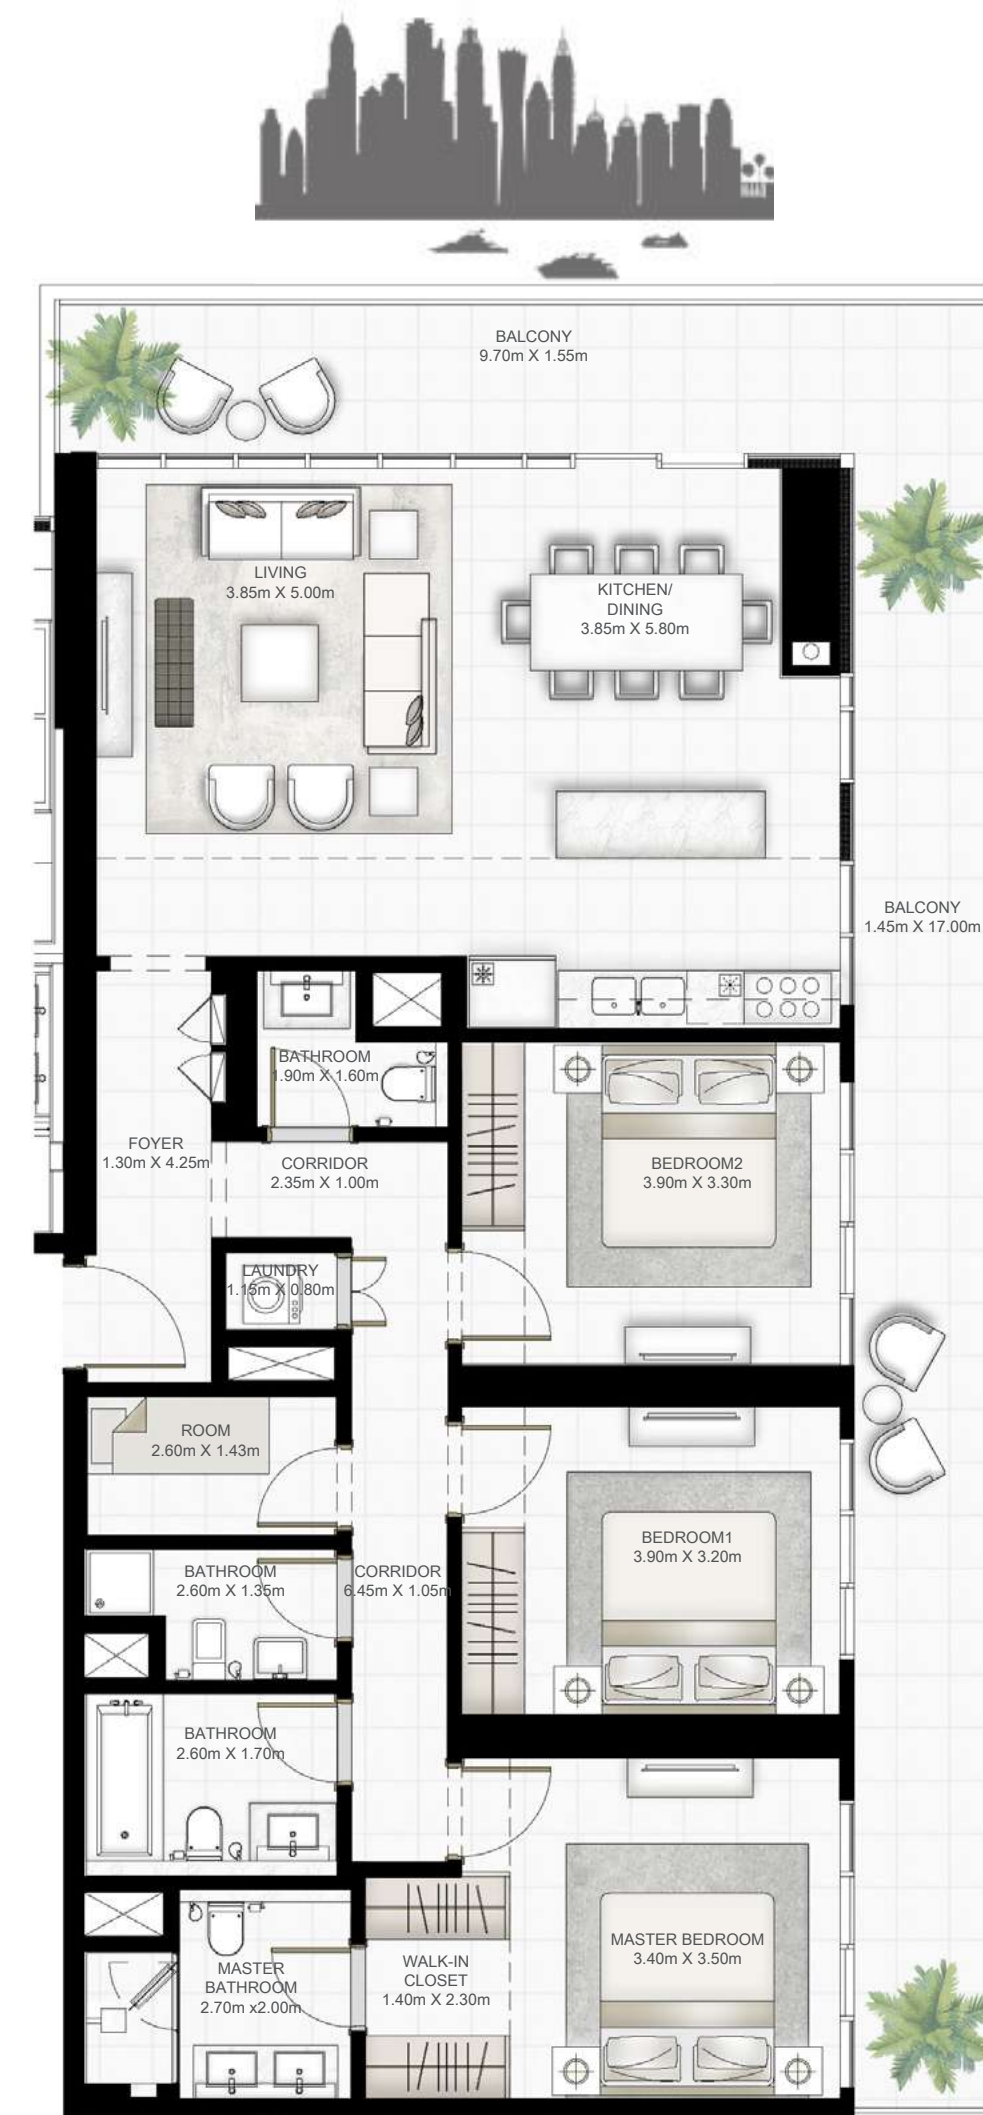 BALCONY
9.70m X 1.55m
LIVING
3.85m X 5.00m
KITCHEN/
DINING
3.85m X 5.80m
BALCONY
1.45m X 17.00m
BATHROOM
1.90m X 1.60m
FOYER
1.30m X 4.25m
CORRIDOR
2.35m X 1.00m
BEDROOM2
3.90m X 3.30m
LAUNDRY
1.15m X 0.80m
ROOM
2.60m X 1.43m
BEDROOM1
3.90m X 3.20m
BATHROOM
2.60m X 1.35m
CORRIDOR
6.45m X 1.05m
BATHROOM
2.60m X 1.70m
MASTER BEDROOM
3.40m X 3.50m
WALK-IN
CLOSET
1.40m X 2.30m
MASTER
BATHROOM
2.70m x2.00m